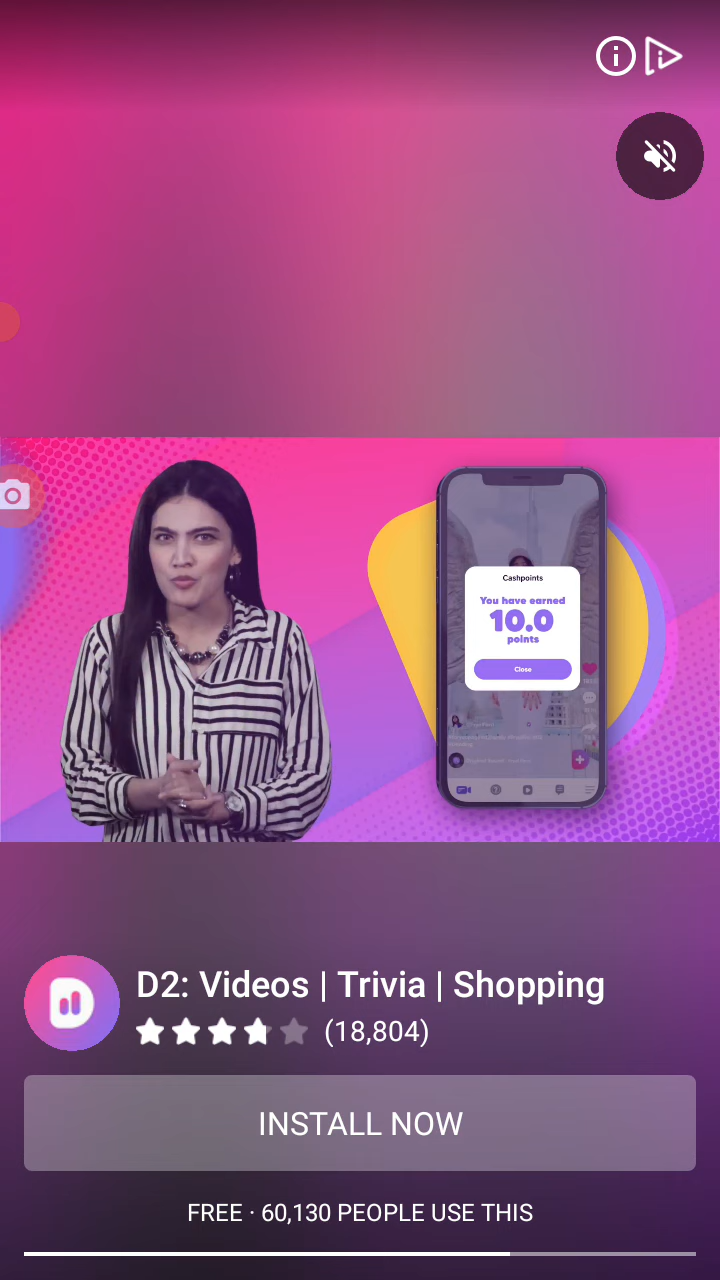 Cashpoints
You have earned
10.0
points
Close
D2: Videos | Trivia | Shopping
(18,804)
INSTALL NOW
FREE · 60,130 PEOPLE USE THIS